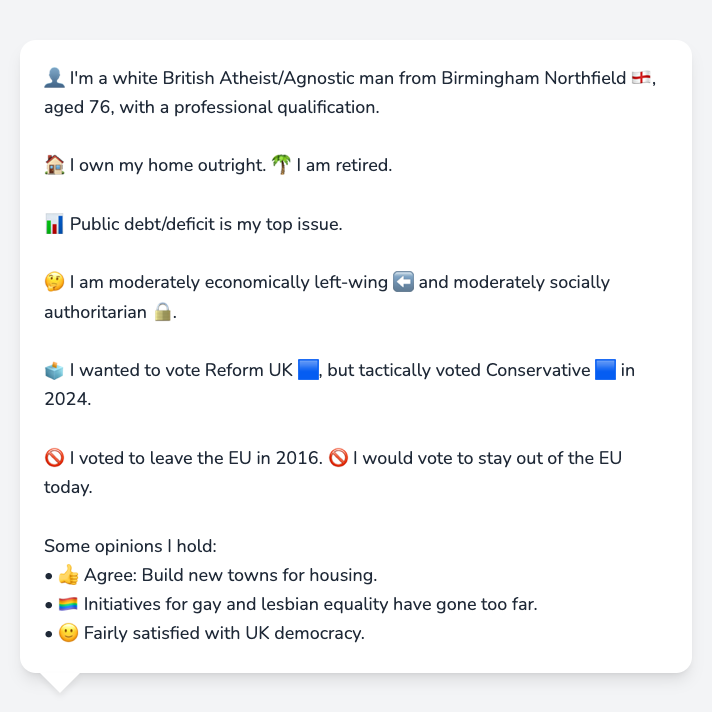 👤 I'm a white British Atheist/Agnostic man from Birmingham Northfield 🏴󠁧󠁢󠁥󠁮󠁧󠁿,
aged 76, with a professional qualification.
🏠 I own my home outright. 🌴 I am retired.
📊 Public debt/deficit is my top issue.
🤔 I am moderately economically left-wing ⬅️ and moderately socially
authoritarian 🔒.
🗳️ I wanted to vote Reform UK 🟦, but tactically voted Conservative 🟦 in
2024.
🚫 I voted to leave the EU in 2016. 🚫 I would vote to stay out of the EU
today.
Some opinions I hold:
• 👍 Agree: Build new towns for housing.
• 🏳️‍🌈 Initiatives for gay and lesbian equality have gone too far.
• 🙂 Fairly satisfied with UK democracy.